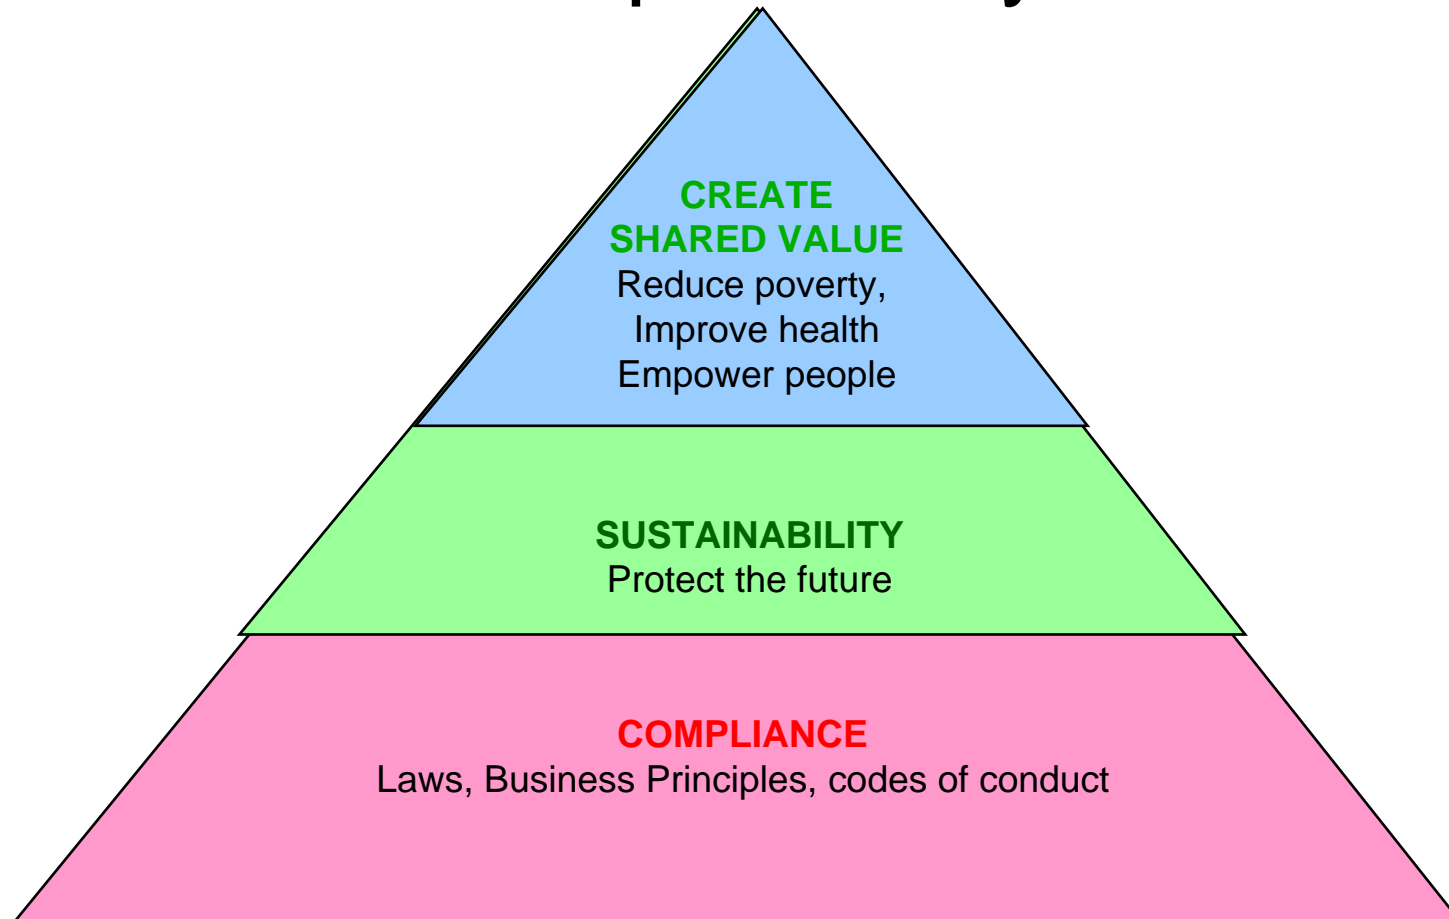 CREATE
SHARED VALUE
Reduce poverty,
Improve health
Empower people
SUSTAINABILITY
Protect the future
COMPLIANCE
Laws, Business Principles, codes of conduct